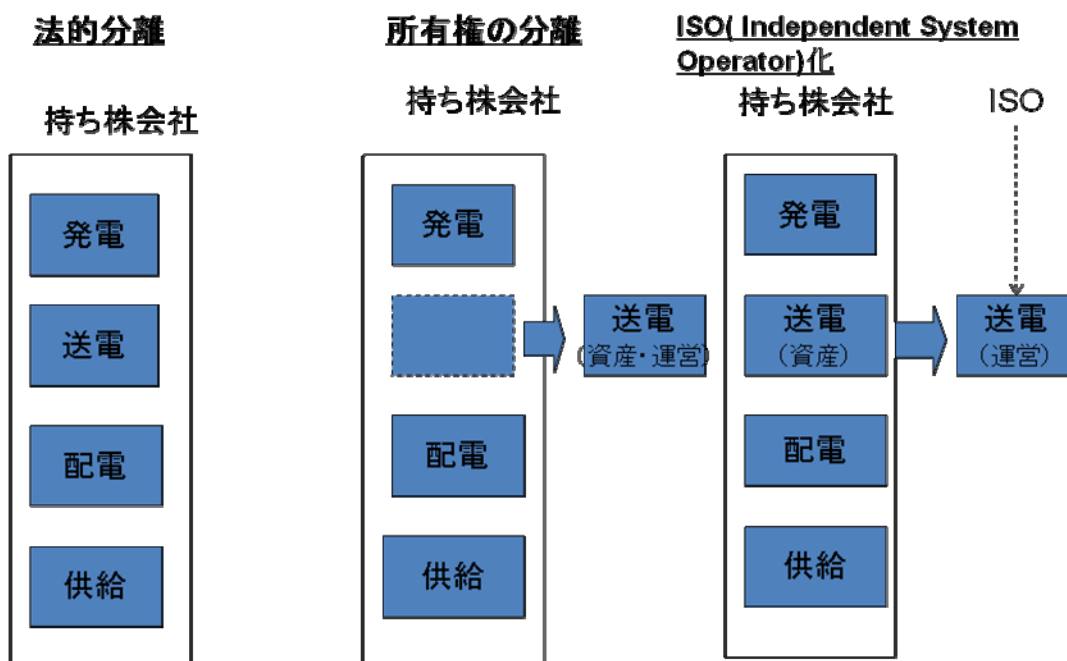 法的分離
持ち株会社
発電
送電
配電
供給
所有権の分離
持ち株会社
発電
送電
(資産・運営)
配電
供給
ISO( Independent System
Operator)化
持ち株会社
ISO
発電
送電
(資産)
送電
(運営)
配電
供給